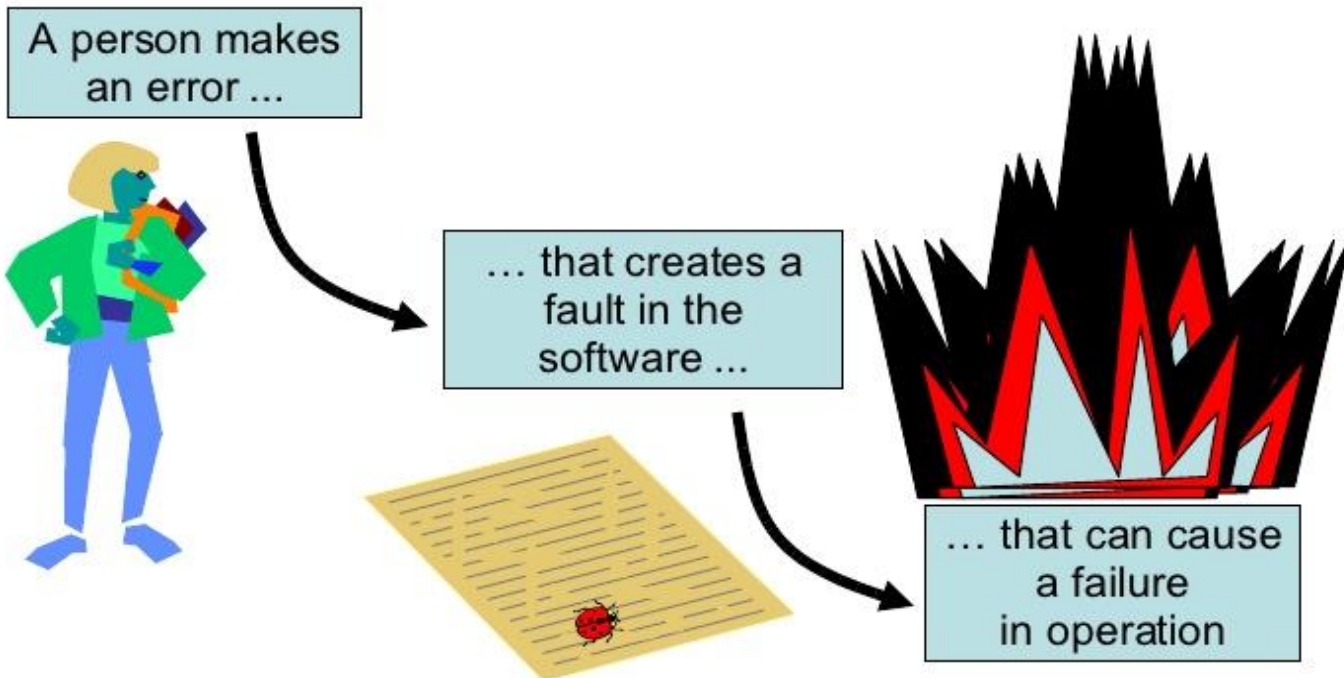 A person makes
an error ...
… that creates a
fault in the
software ...
… that can cause
a failure
in operation